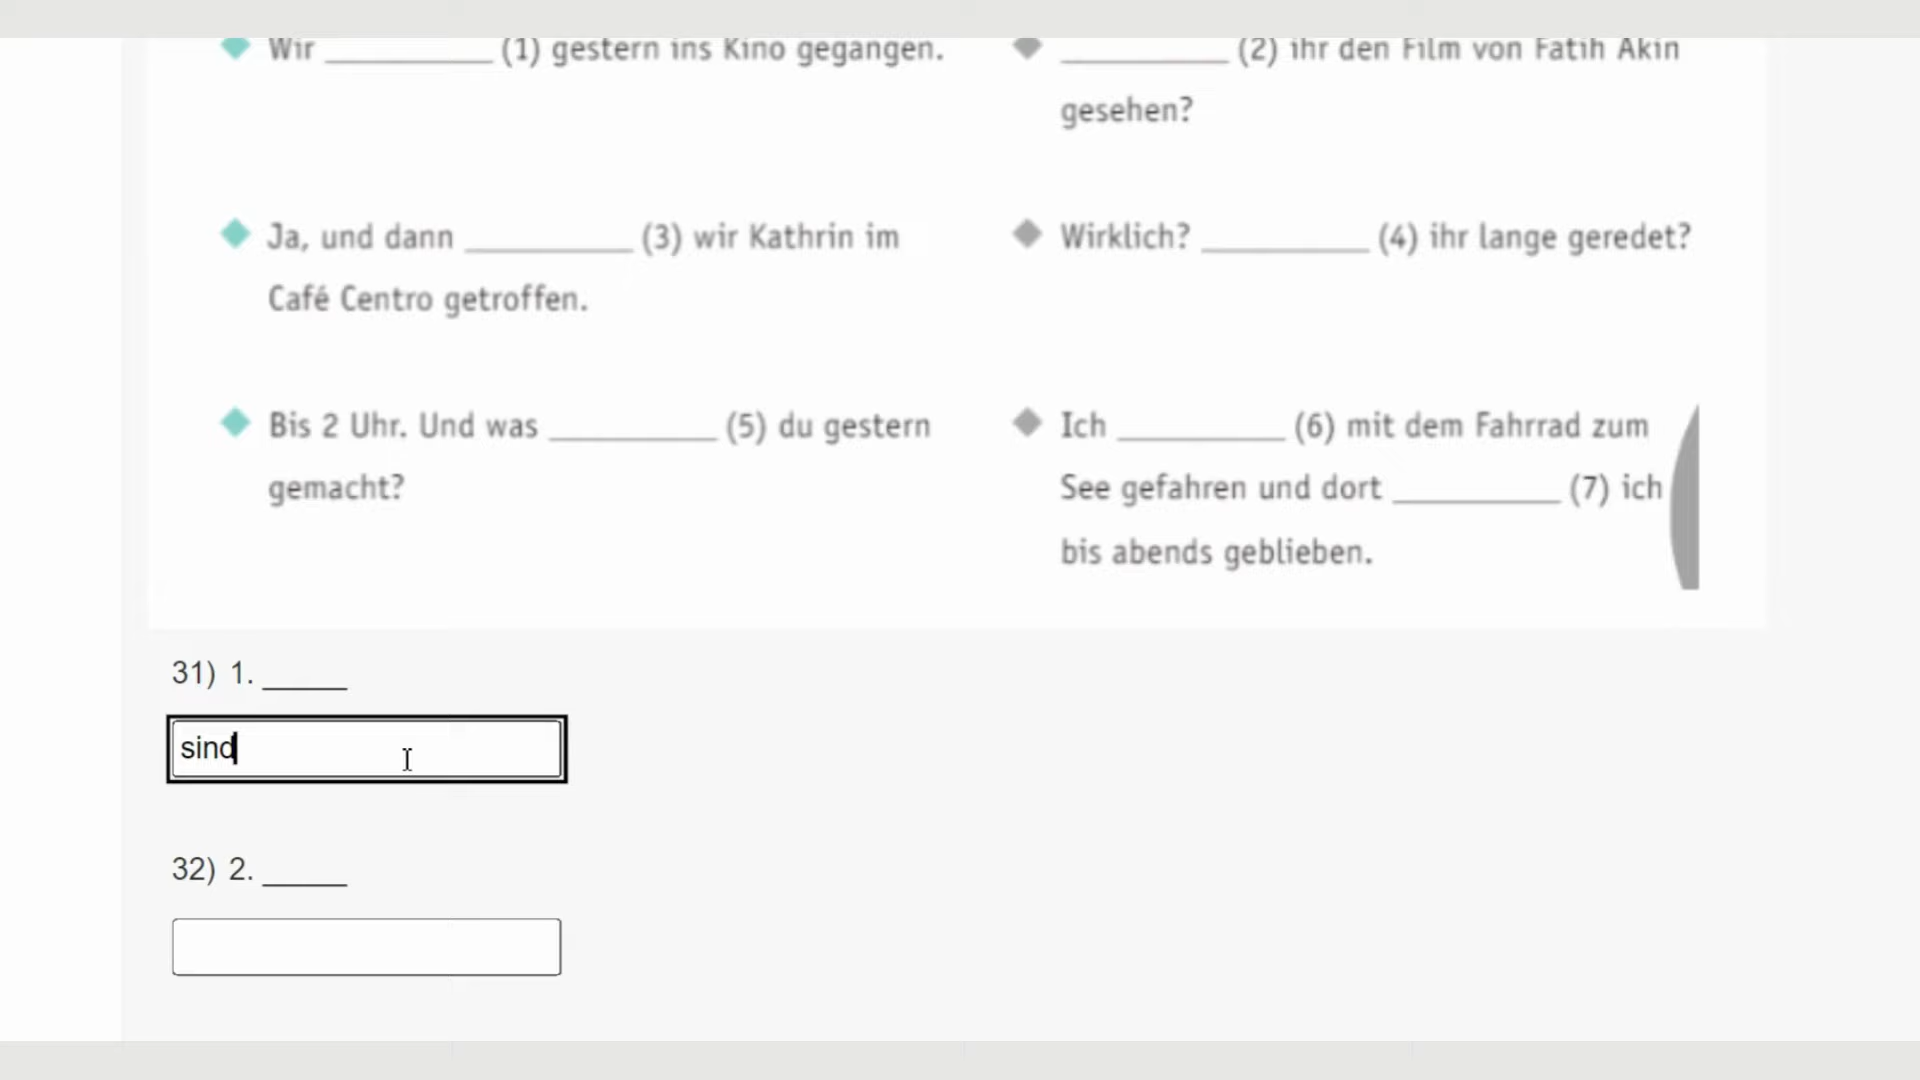 Wir __________ (1) gestern ins Kino gegangen.
__________ (2) ihr den Film von Fatih Akin
gesehen?
Ja, und dann __________ (3) wir Kathrin im
Café Centro getroffen.
Wirklich? __________ (4) ihr lange geredet?
Bis 2 Uhr. Und was __________ (5) du gestern
gemacht?
Ich __________ (6) mit dem Fahrrad zum
See gefahren und dort __________ (7) ich
bis abends geblieben.
31) 1. _____
sind
32) 2. _____